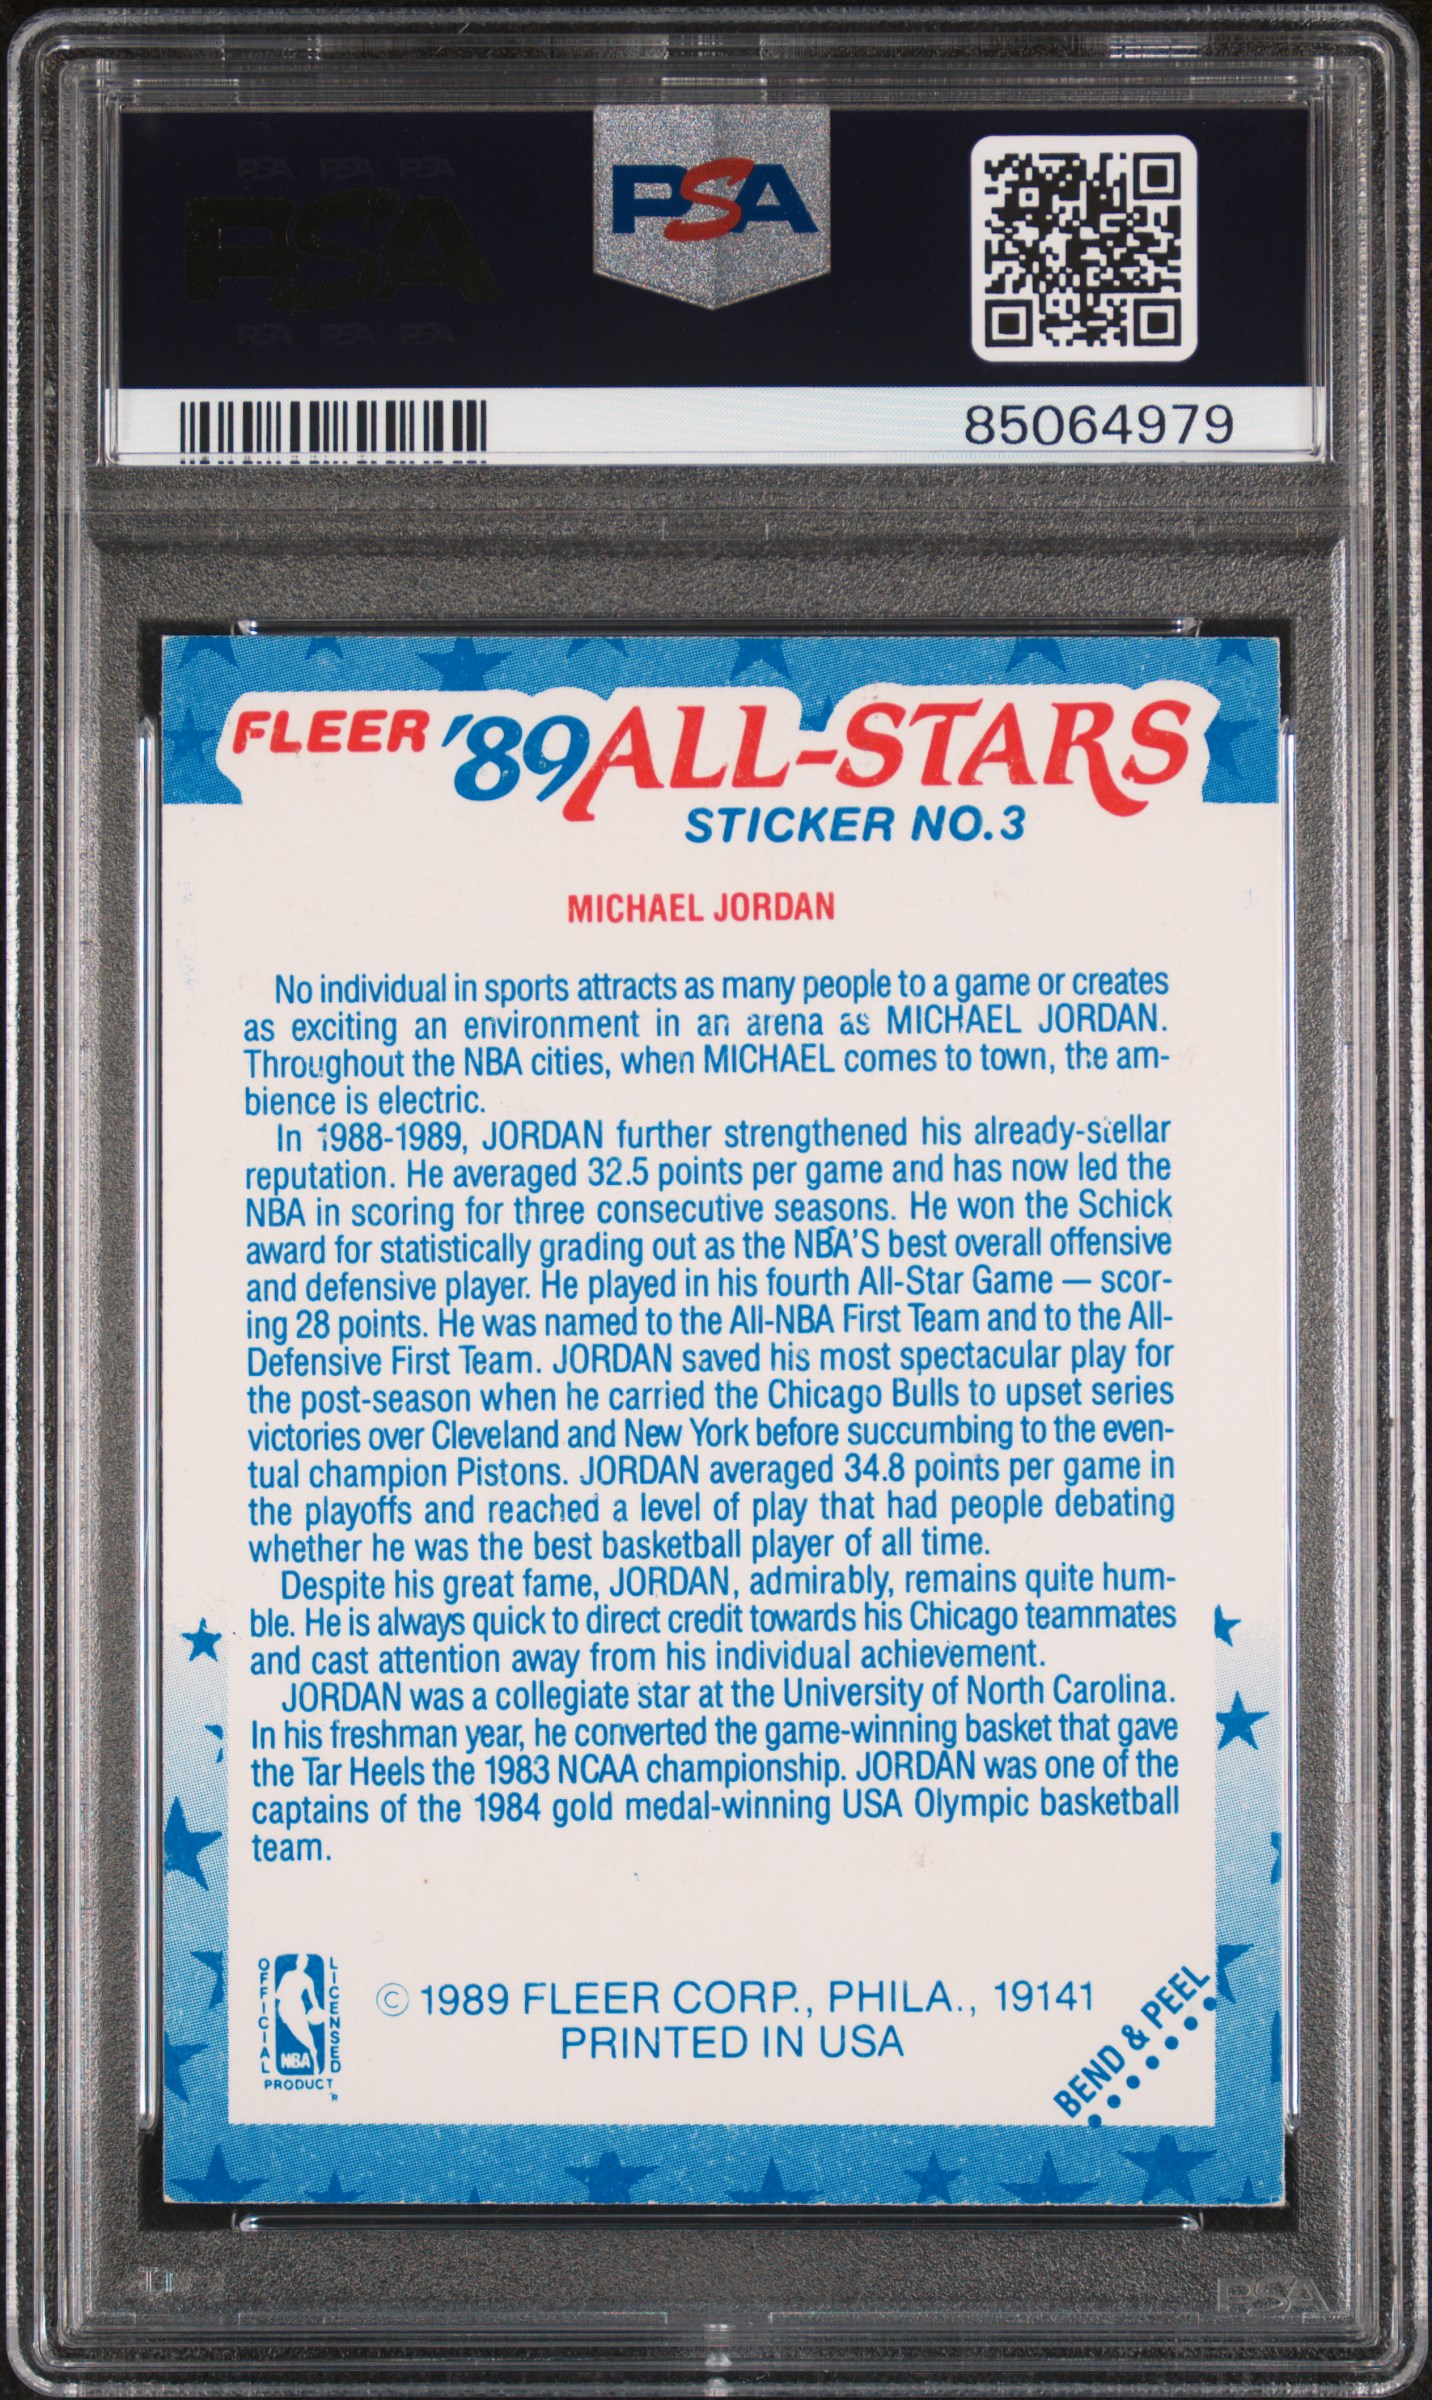 PSA PSA PSA
PSA
PSA PSA PSA
PSA
85064979
FLEER '89 ALL-STARS
STICKER NO. 3
MICHAEL JORDAN
No individual in sports attracts as many people to a game or creates
as exciting an environment in an arena as MICHAEL JORDAN.
Throughout the NBA cities, when MICHAEL comes to town, the am-
bience is electric.
In 1988-1989, JORDAN further strengthened his already-stellar
reputation. He averaged 32.5 points per game and has now led the
NBA in scoring for three consecutive seasons. He won the Schick
award for statistically grading out as the NBA'S best overall offensive
and defensive player. He played in his fourth All-Star Game — scor-
ing 28 points. He was named to the All-NBA First Team and to the All-
Defensive First Team. JORDAN saved his most spectacular play for
the post-season when he carried the Chicago Bulls to upset series
victories over Cleveland and New York before succumbing to the even-
tual champion Pistons. JORDAN averaged 34.8 points per game in
the playoffs and reached a level of play that had people debating
whether he was the best basketball player of all time.
Despite his great fame, JORDAN, admirably, remains quite hum-
ble. He is always quick to direct credit towards his Chicago teammates
and cast attention away from his individual achievement.
JORDAN was a collegiate star at the University of North Carolina.
In his freshman year, he converted the game-winning basket that gave
the Tar Heels the 1983 NCAA championship. JORDAN was one of the
captains of the 1984 gold medal-winning USA Olympic basketball
team.
OFFICIAL
NBA
LICENSED
PRODUCT
© 1989 FLEER CORP., PHILA., 19141
PRINTED IN USA
BEND & PEEL
PSA